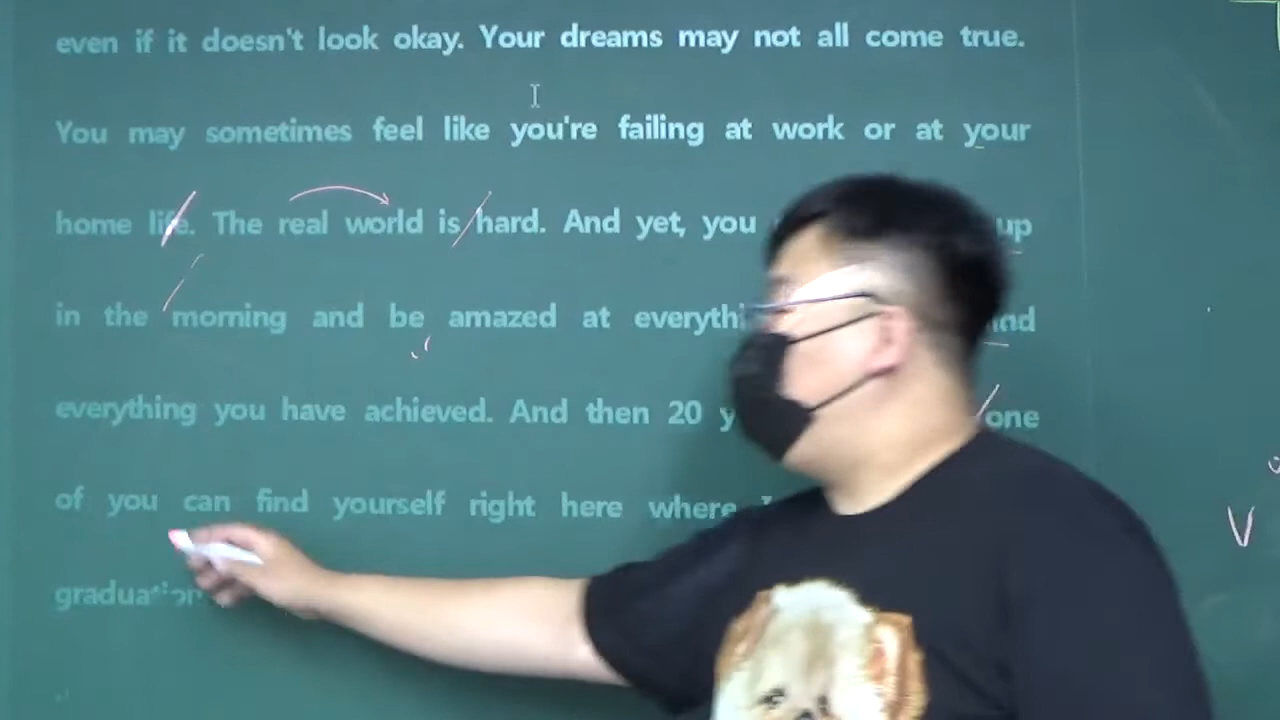 even if it doesn't look okay. Your dreams may not all come true.
You may sometimes feel like you're failing at work or at your
home life. The real world is hard. And yet, you up
in the morning and be amazed at
everything you have achieved. And then 20 one
of you can find yourself right here where
graduation
V